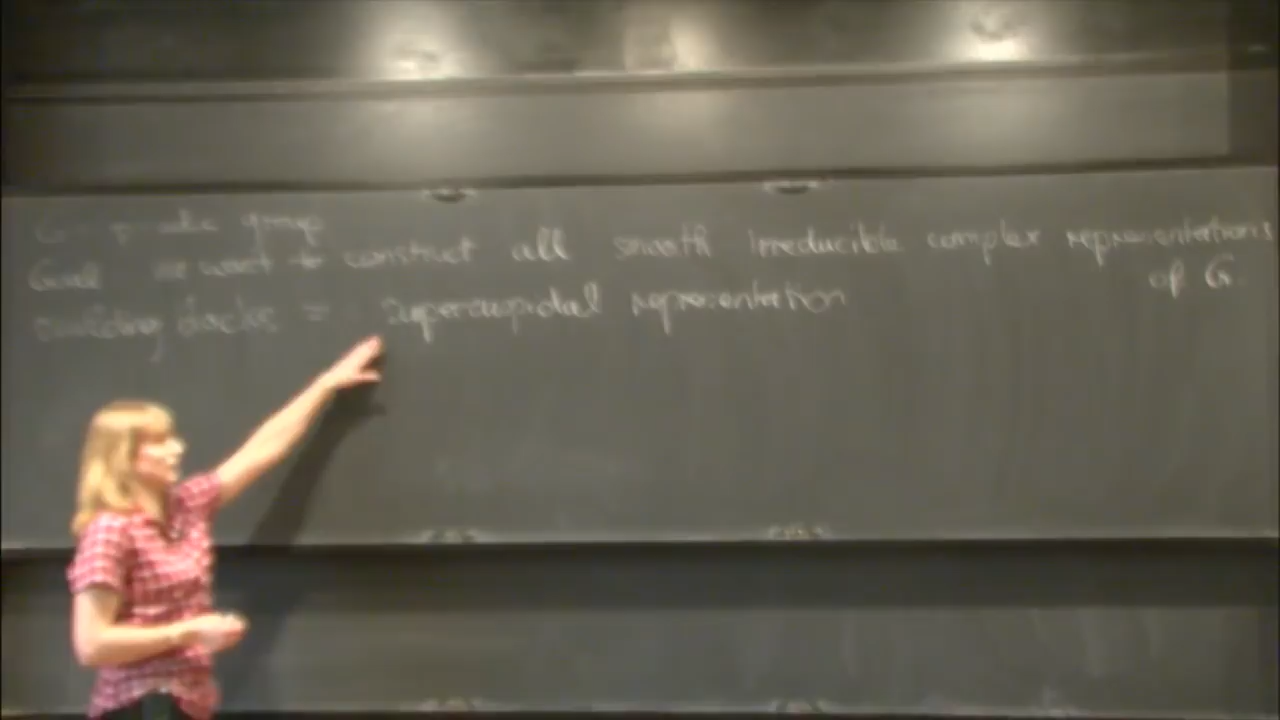 G p-adic group
Goal we want to construct all smooth irreducible complex representations
of G.
building blocks = supercuspidal representation